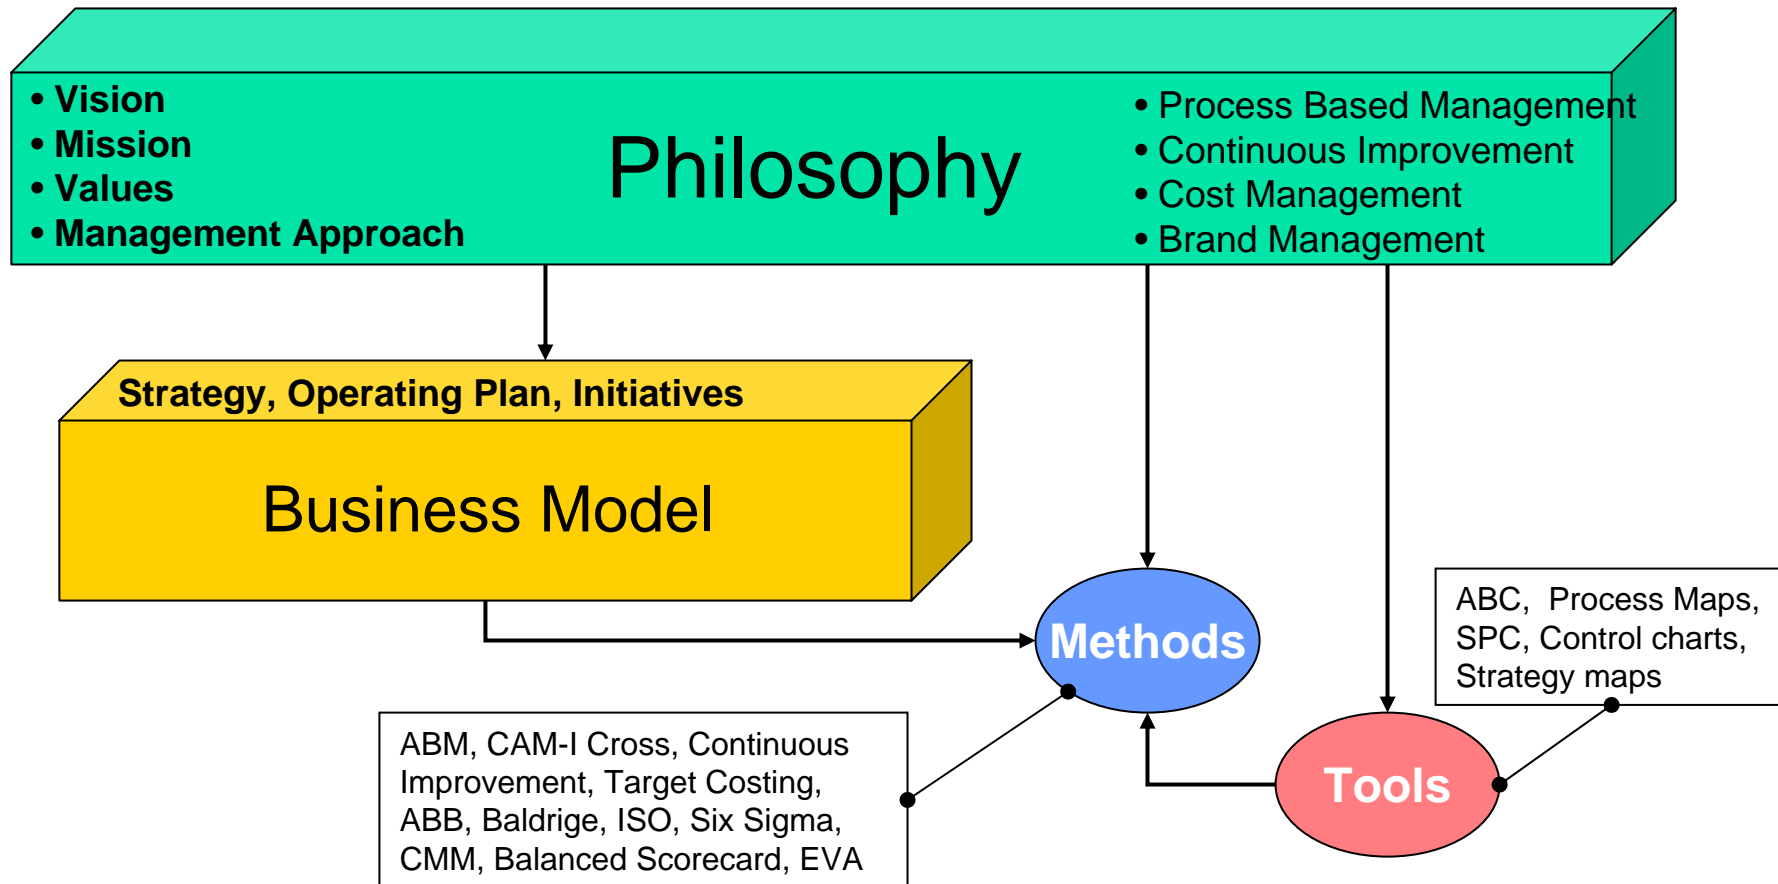 • Vision
• Mission
• Values
• Management Approach
Philosophy
• Process Based Management
• Continuous Improvement
• Cost Management
• Brand Management
Strategy, Operating Plan, Initiatives
Business Model
Methods
ABC,  Process Maps,
SPC, Control charts,
Strategy maps
ABM, CAM-I Cross, Continuous
Improvement, Target Costing,
ABB, Baldrige, ISO, Six Sigma,
CMM, Balanced Scorecard, EVA
Tools